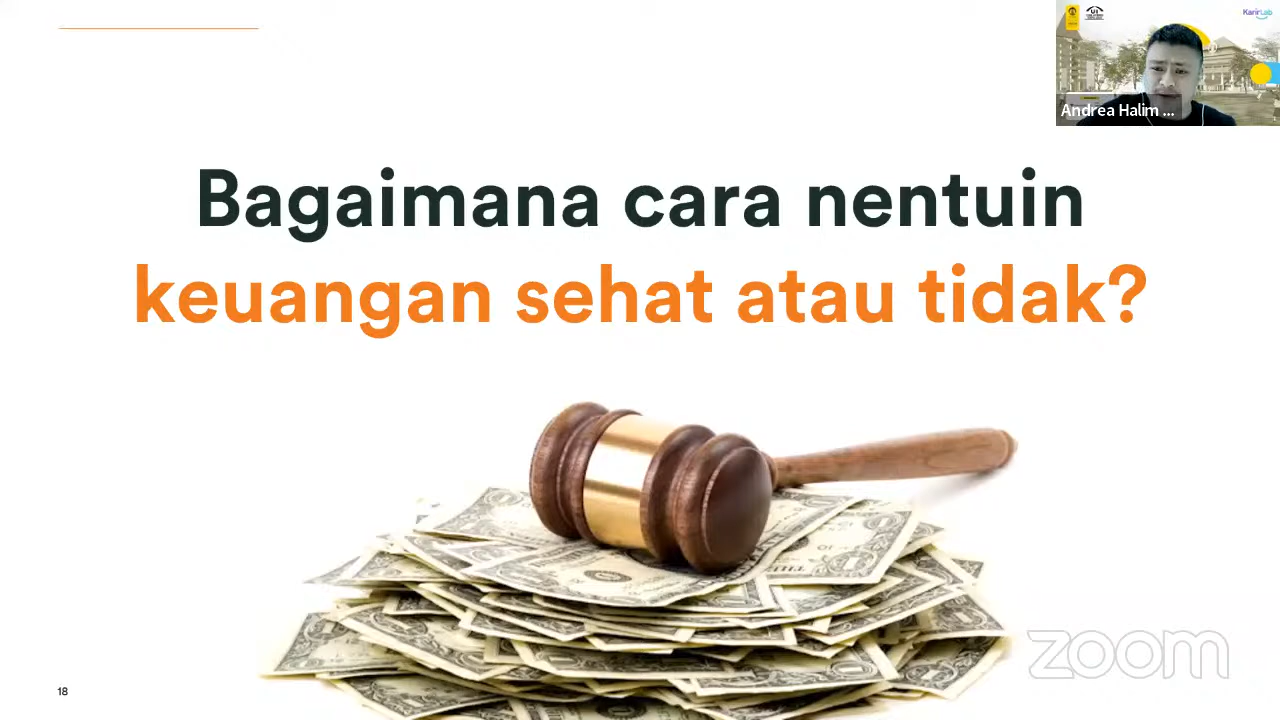 KarirLab
Andrea Halim ...
Bagaimana cara nentuin
keuangan sehat atau tidak?
zoom
18